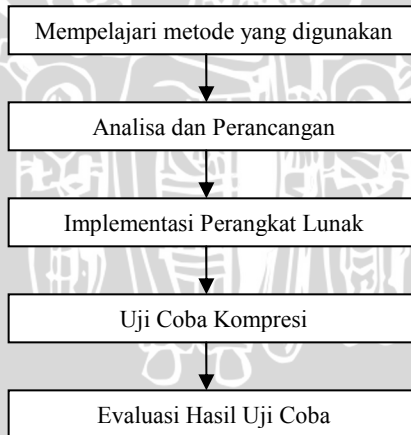 Mempelajari metode yang digunakan
Analisa dan Perancangan
Implementasi Perangkat Lunak
Uji Coba Kompresi
Evaluasi Hasil Uji Coba